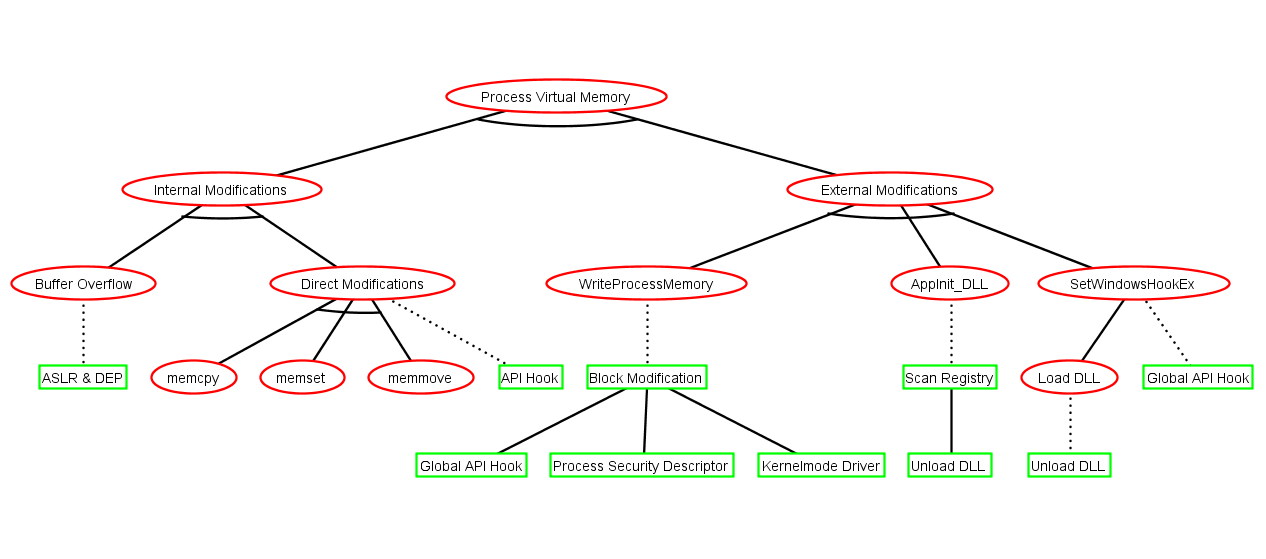 Process Virtual Memory
Internal Modifications
External Modifications
Buffer Overflow
Direct Modifications
WriteProcessMemory
AppInit_DLL
SetWindowsHookEx
ASLR & DEP
memcpy
memset
memmove
API Hook
Block Modification
Scan Registry
Load DLL
Global API Hook
Global API Hook
Process Security Descriptor
Kernelmode Driver
Unload DLL
Unload DLL